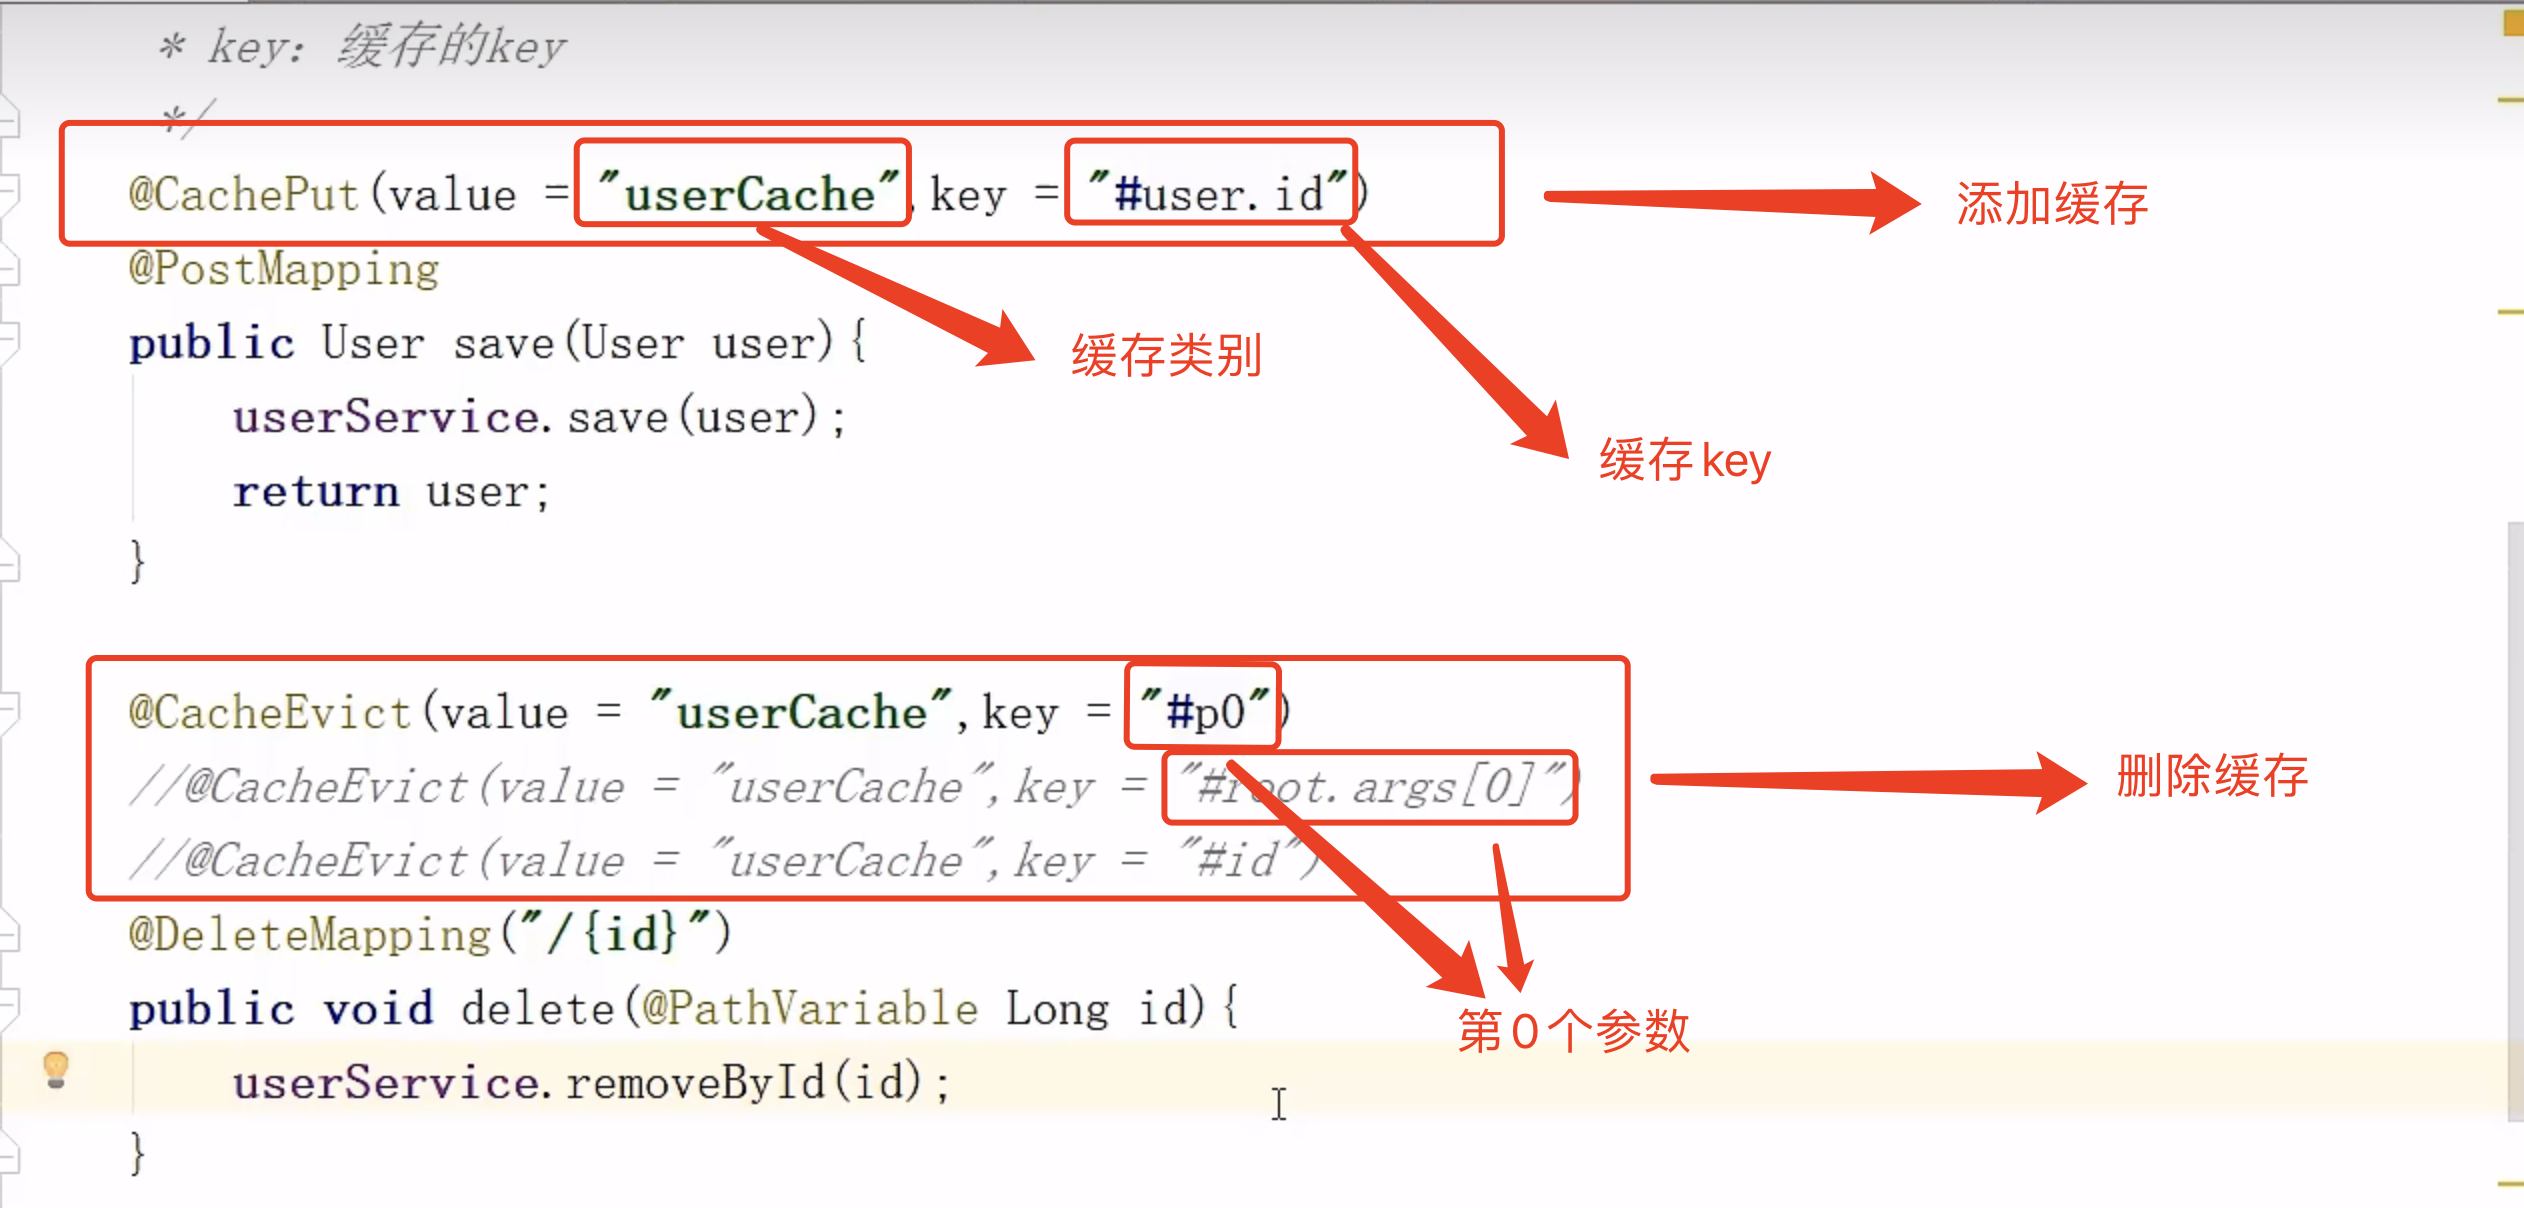 * key: 缓存的key
*/
@CachePut(value = "userCache",key = "#user.id")
添加缓存
@PostMapping
public User save(User user){
缓存类别
userService.save(user);
缓存key
return user;
}
@CacheEvict(value = "userCache",key = "#p0")
//@CacheEvict(value = "userCache",key = "#root.args[0]")
删除缓存
//@CacheEvict(value = "userCache",key = "#id")
@DeleteMapping("/{id}")
public void delete(@PathVariable Long id){
第0个参数
userService.removeById(id);
}